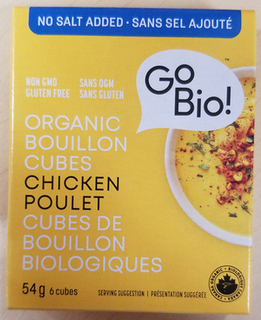 NO SALT ADDED · SANS SEL AJOUTÉ
NON GMO
GLUTEN FREE
SANS OGM
SANS GLUTEN
Go
Bio!
ORGANIC
BOUILLON
CUBES
CHICKEN
POULET
CUBES DE
BOUILLON
BIOLOGIQUES
54g 6 cubes
SERVING SUGGESTION | PRÉSENTATION SUGGÉRÉE